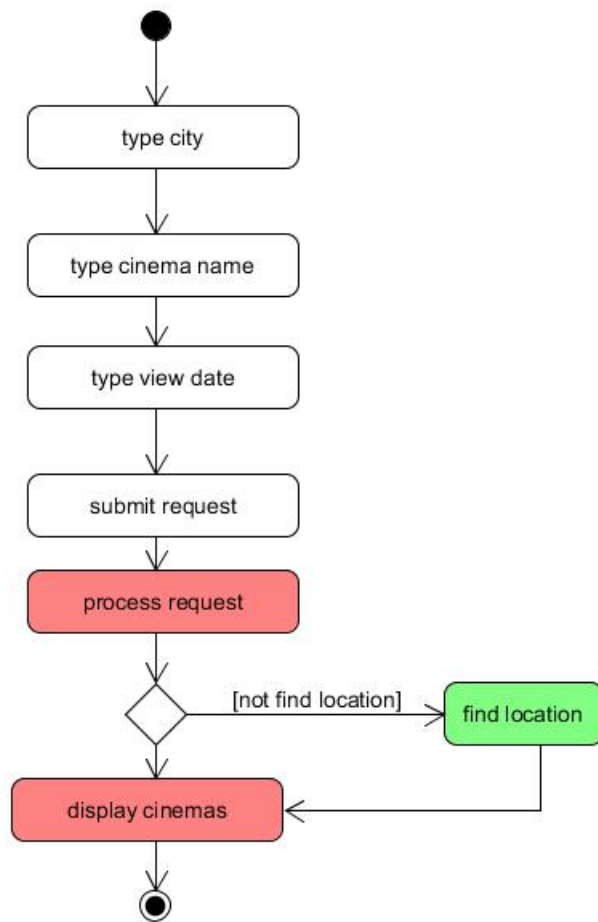 type city
type cinema name
type view date
submit request
process request
[not find location]
find location
display cinemas